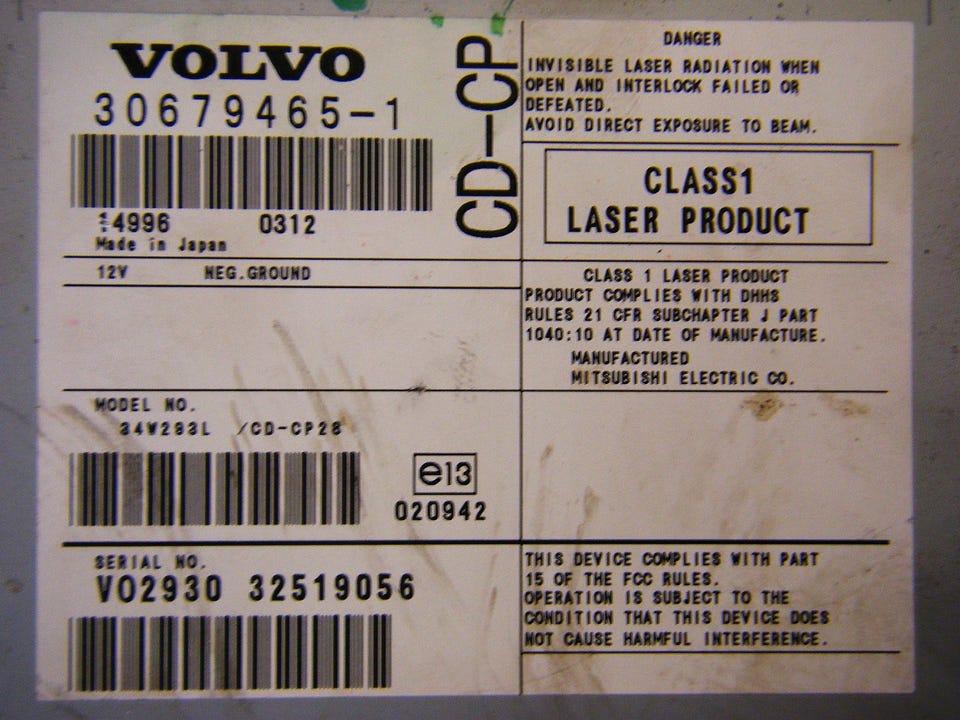 VOLVO
30679465-1
CD-CP
14996 0312
Made in Japan
12V NEG.GROUND
MODEL NO.
34W293L /CD-CP28
e13
020942
SERIAL NO.
VO2930 32519056
DANGER
INVISIBLE LASER RADIATION WHEN
OPEN AND INTERLOCK FAILED OR
DEFEATED.
AVOID DIRECT EXPOSURE TO BEAM.
CLASS1
LASER PRODUCT
CLASS 1 LASER PRODUCT
PRODUCT COMPLIES WITH DHHS
RULES 21 CFR SUBCHAPTER J PART
1040:10 AT DATE OF MANUFACTURE.
MANUFACTURED
MITSUBISHI ELECTRIC CO.
THIS DEVICE COMPLIES WITH PART
15 OF THE FCC RULES.
OPERATION IS SUBJECT TO THE
CONDITION THAT THIS DEVICE DOES
NOT CAUSE HARMFUL INTERFERENCE.